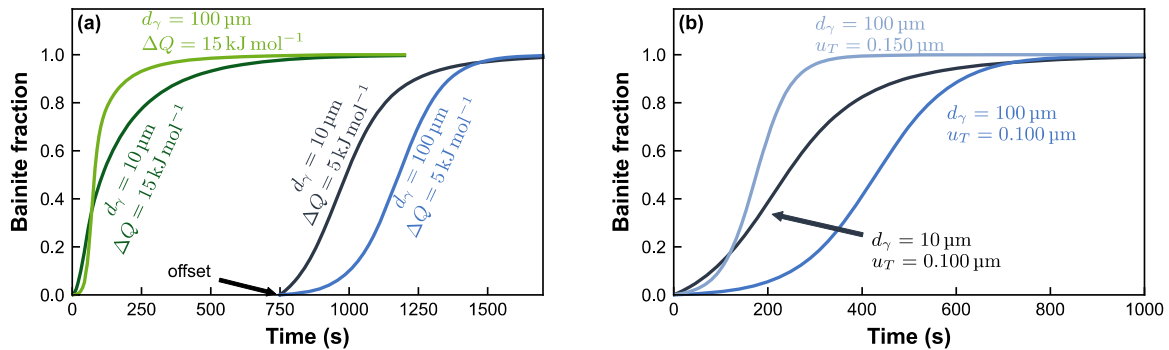 (a)
d_γ = 100 µm
ΔQ = 15 kJ mol⁻¹
Bainite fraction
1.0
0.8
0.6
0.4
0.2
0.0
d_γ = 10 µm
ΔQ = 15 kJ mol⁻¹
d_γ = 10 µm
ΔQ = 5 kJ mol⁻¹
d_γ = 100 µm
ΔQ = 5 kJ mol⁻¹
offset
0 250 500 750 1000 1250 1500
Time (s)
(b)
d_γ = 100 µm
u_T = 0.150 µm
Bainite fraction
1.0
0.8
0.6
0.4
0.2
0.0
d_γ = 100 µm
u_T = 0.100 µm
d_γ = 10 µm
u_T = 0.100 µm
0 200 400 600 800 1000
Time (s)